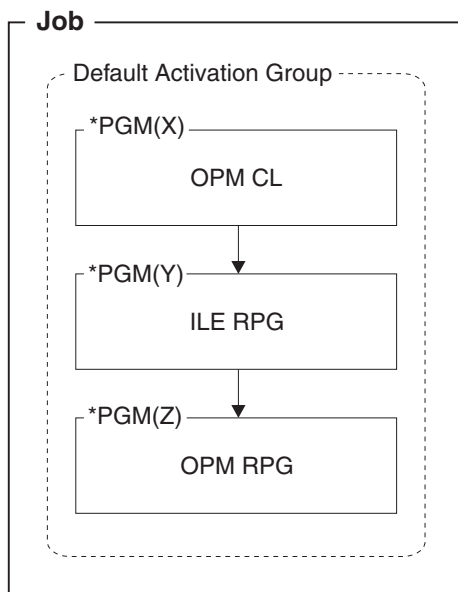 Job
Default Activation Group
*PGM(X)
OPM CL
*PGM(Y)
ILE RPG
*PGM(Z)
OPM RPG